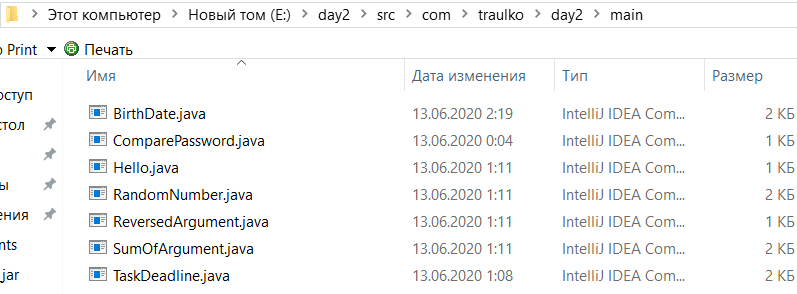 Этот компьютер > Новый том (E:) > day2 > src > com > traulko > day2 > main
Print Печать
Имя Дата изменения Тип Размер
BirthDate.java 13.06.2020 2:19 IntelliJ IDEA Com... 2 КБ
ComparePassword.java 13.06.2020 0:04 IntelliJ IDEA Com... 1 КБ
Hello.java 13.06.2020 1:11 IntelliJ IDEA Com... 1 КБ
RandomNumber.java 13.06.2020 1:11 IntelliJ IDEA Com... 2 КБ
ReversedArgument.java 13.06.2020 1:11 IntelliJ IDEA Com... 1 КБ
SumOfArgument.java 13.06.2020 1:11 IntelliJ IDEA Com... 2 КБ
TaskDeadline.java 13.06.2020 1:08 IntelliJ IDEA Com... 2 КБ
оступ
стол
ы
ения
nts
.jar